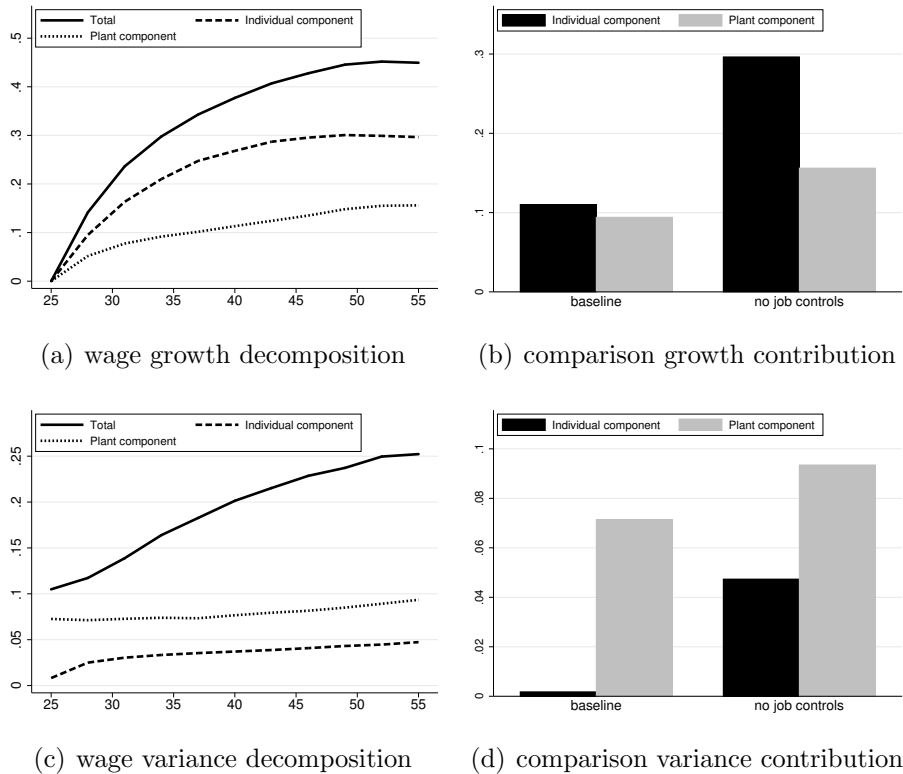 Total
Individual component
Plant component
.5
.4
.3
.2
.1
0
25 30 35 40 45 50 55
(a) wage growth decomposition
Individual component
Plant component
.3
.2
.1
0
baseline
no job controls
(b) comparison growth contribution
Total
Individual component
Plant component
.25
.2
.15
.1
.05
0
25 30 35 40 45 50 55
(c) wage variance decomposition
Individual component
Plant component
.1
.08
.06
.04
.02
0
baseline
no job controls
(d) comparison variance contribution